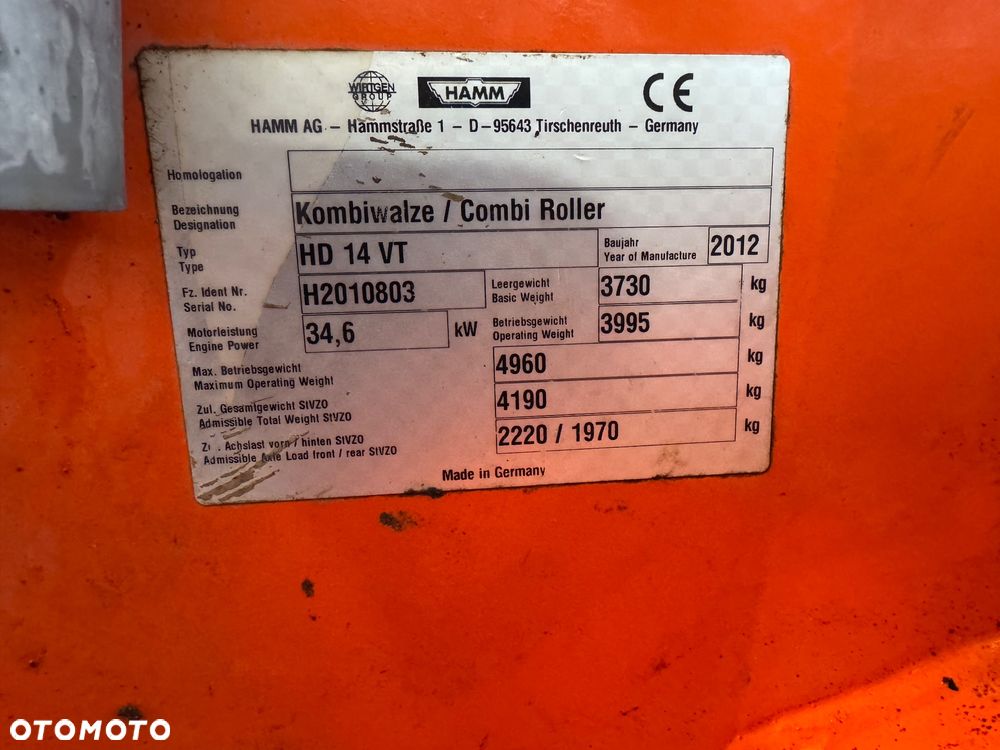 WIRTGEN
GROUP
HAMM
CE
HAMM AG – Hammstraße 1 – D–95643 Tirschenreuth – Germany
Homologation
Bezeichnung
Designation
Kombiwalze / Combi Roller
Typ
Type
HD 14 VT
Baujahr
Year of Manufacture
2012
Fz. Ident Nr.
Serial No.
H2010803
Leergewicht
Basic Weight
3730 kg
Motorleistung
Engine Power
34,6 kW
Betriebsgewicht
Operating Weight
3995 kg
Max. Betriebsgewicht
Maximum Operating Weight
4960 kg
Zul. Gesamtgewicht StVZO
Admissible Total Weight StVZO
4190 kg
Achslast vorn / hinten StVZO
Admissible Axle Load front / rear StVZO
2220 / 1970 kg
Made in Germany
OTOMOTO